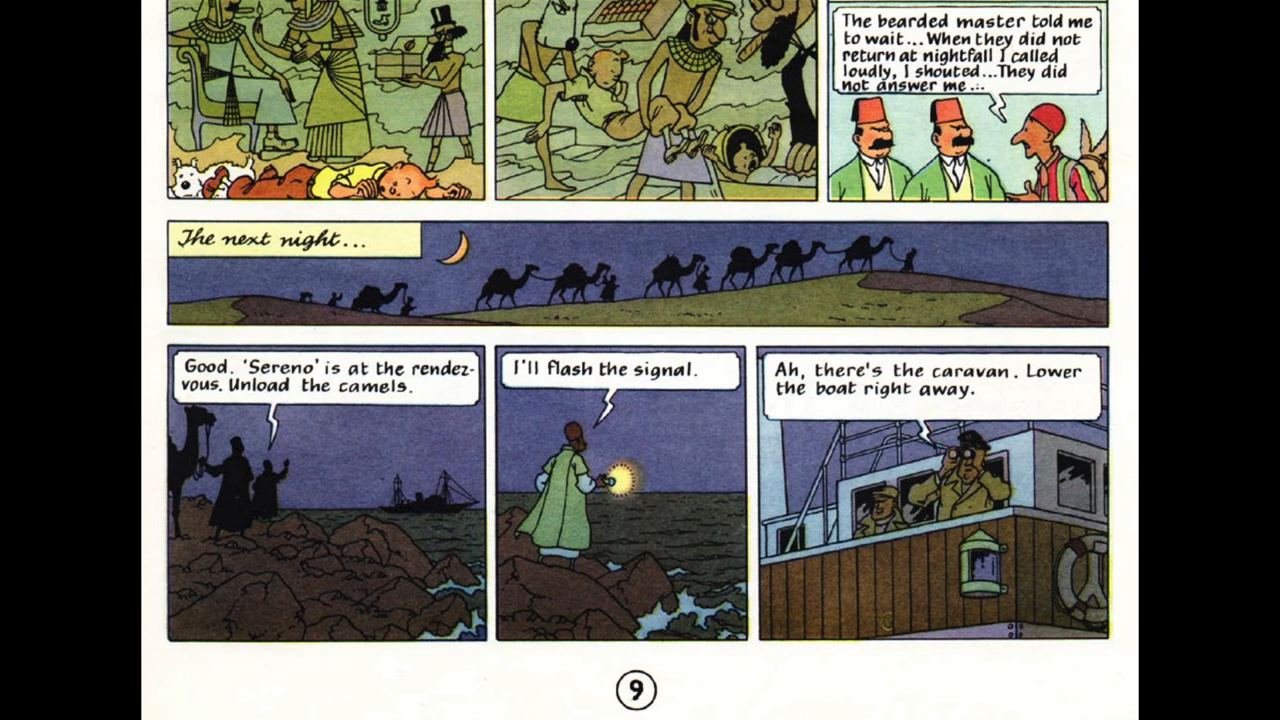 The bearded master told me
to wait... When they did not
return at nightfall I called
loudly, I shouted...They did
not answer me...
The next night...
Good. 'Sereno' is at the rendez-
vous. Unload the camels.
I'll flash the signal.
Ah, there's the caravan. Lower
the boat right away.
9